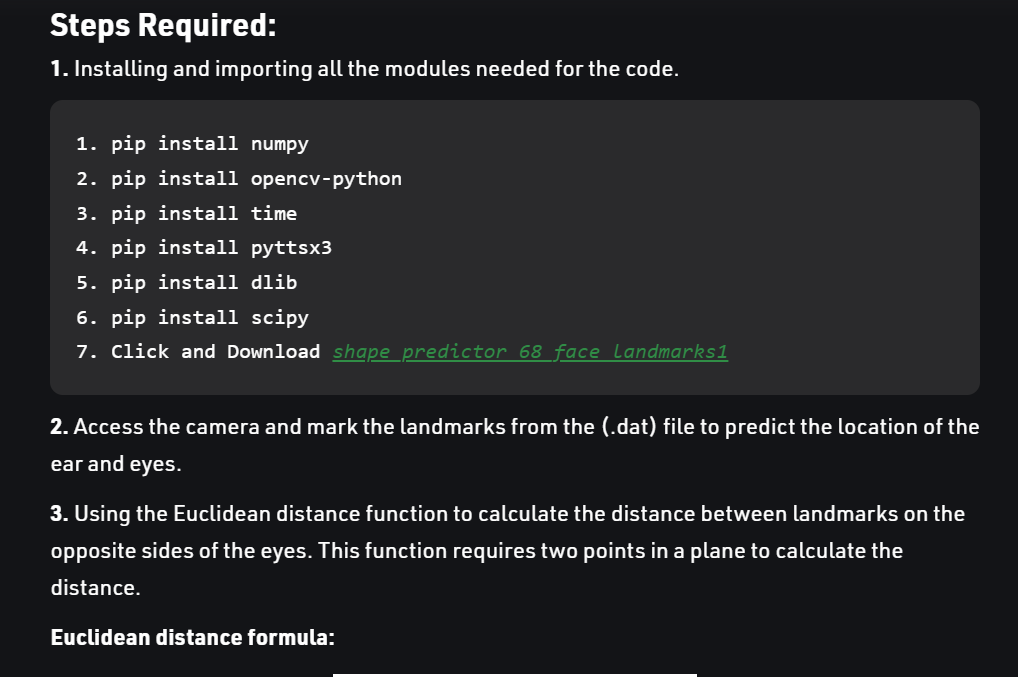 Steps Required:
1. Installing and importing all the modules needed for the code.
1. pip install numpy
2. pip install opencv-python
3. pip install time
4. pip install pyttsx3
5. pip install dlib
6. pip install scipy
7. Click and Download shape_predictor_68_face_landmarks1
2. Access the camera and mark the landmarks from the (.dat) file to predict the location of the
ear and eyes.
3. Using the Euclidean distance function to calculate the distance between landmarks on the
opposite sides of the eyes. This function requires two points in a plane to calculate the
distance.
Euclidean distance formula: